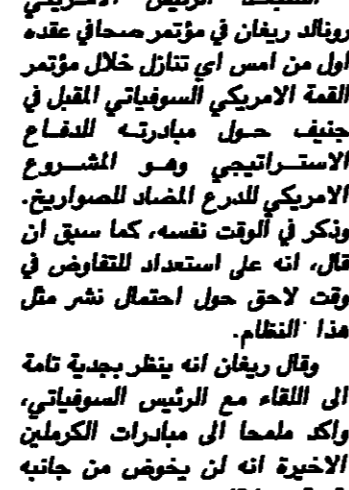 الرئيس الامريكي
رونالد ريغان في مؤتمر صحافي عقده
اول من امس اي تنازل خلال مؤتمر
القمة الامريكي السوفياتي المقبل في
جنيف حول مبادرته للدفاع
الاستراتيجي وهو المشروع
الامريكي للدرع المضاد للصواريخ.
وذكر في الوقت نفسه، كما سبق ان
قال، انه على استعداد للتفاوض في
وقت لاحق حول احتمال نشر مثل
هذا النظام.
وقال ريغان انه ينظر بجدية تامة
الى اللقاء مع الرئيس السوفياتي،
واكد ملمحا الى مبادرات الكرملين
الاخيرة انه لن يخوض من جانبه